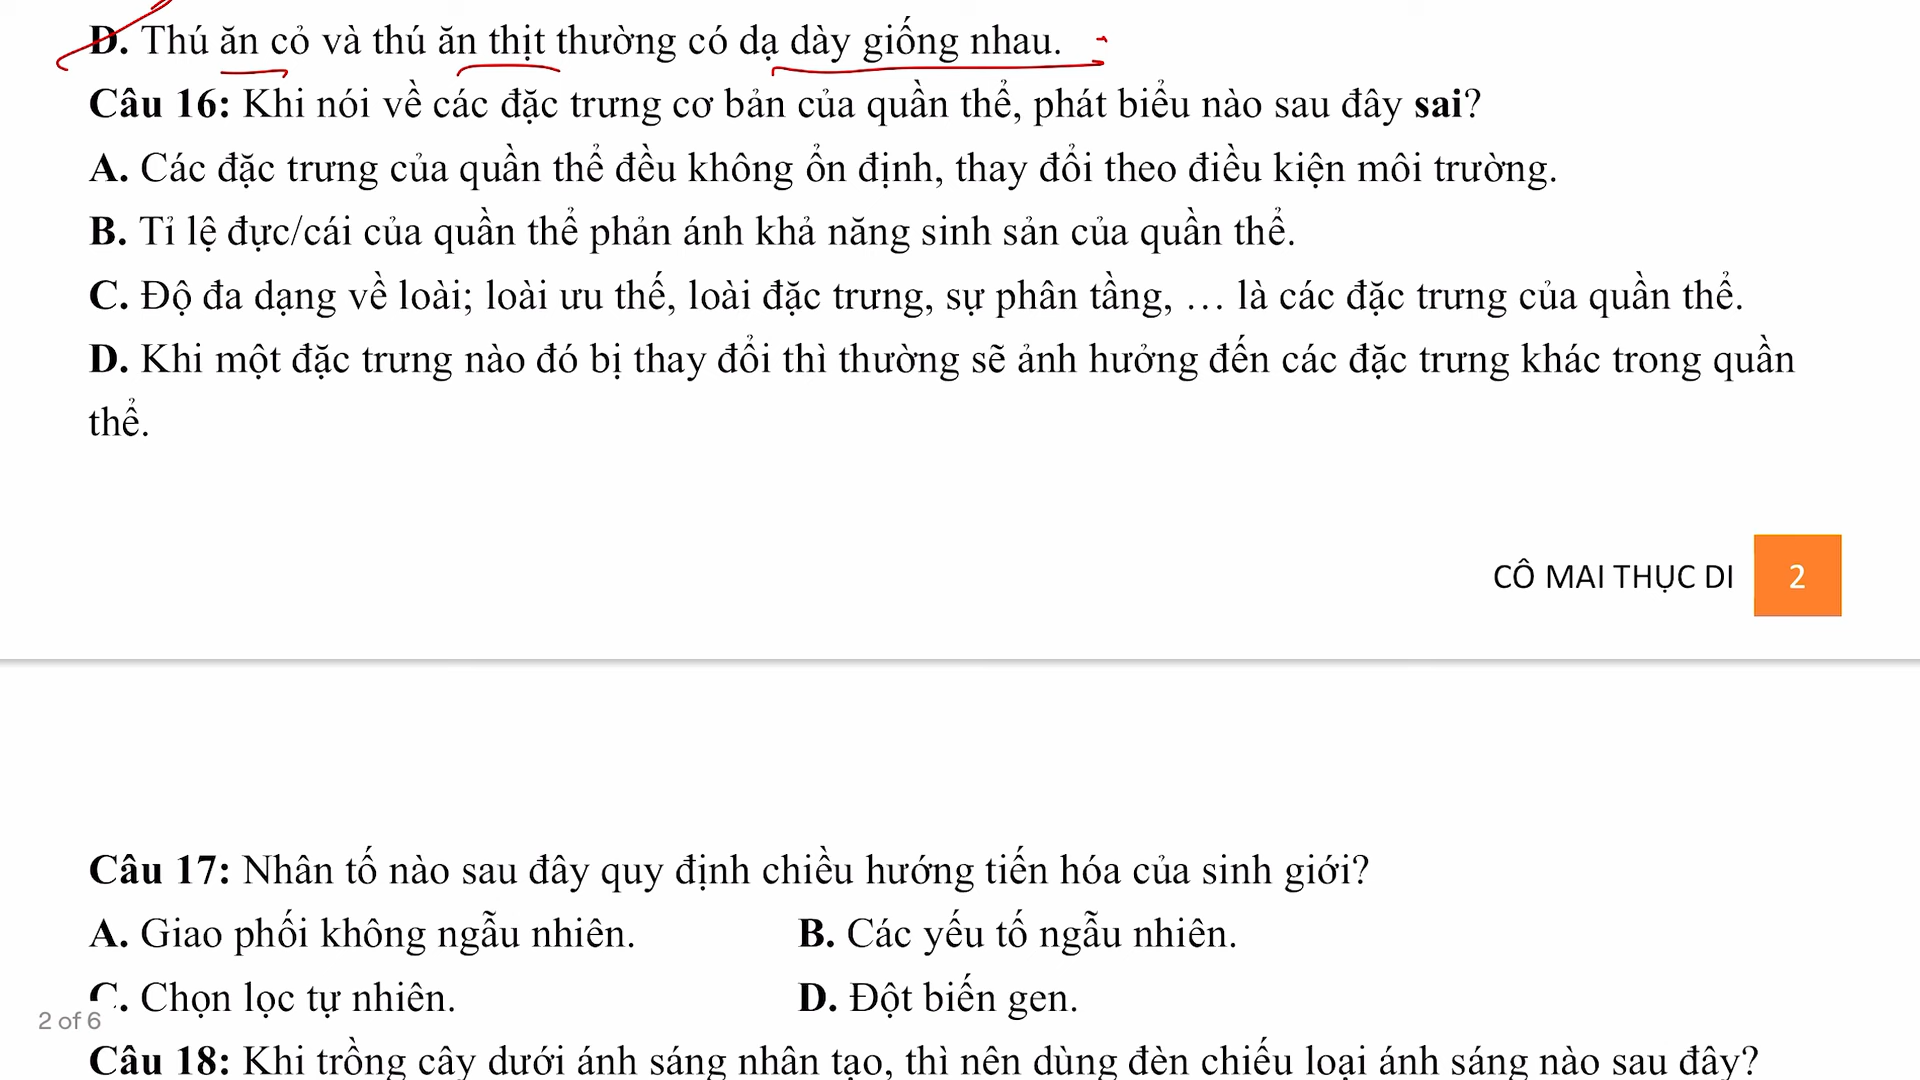 D. Thú ăn cỏ và thú ăn thịt thường có dạ dày giống nhau.
Câu 16: Khi nói về các đặc trưng cơ bản của quần thể, phát biểu nào sau đây sai?
A. Các đặc trưng của quần thể đều không ổn định, thay đổi theo điều kiện môi trường.
B. Tỉ lệ đực/cái của quần thể phản ánh khả năng sinh sản của quần thể.
C. Độ đa dạng về loài; loài ưu thế, loài đặc trưng, sự phân tầng, … là các đặc trưng của quần thể.
D. Khi một đặc trưng nào đó bị thay đổi thì thường sẽ ảnh hưởng đến các đặc trưng khác trong quần
thể.
CÔ MAI THỤC DI 2
Câu 17: Nhân tố nào sau đây quy định chiều hướng tiến hóa của sinh giới?
A. Giao phối không ngẫu nhiên. B. Các yếu tố ngẫu nhiên.
C. Chọn lọc tự nhiên. D. Đột biến gen.
2 of 6
Câu 18: Khi trồng cây dưới ánh sáng nhân tạo, thì nên dùng đèn chiếu loại ánh sáng nào sau đây?